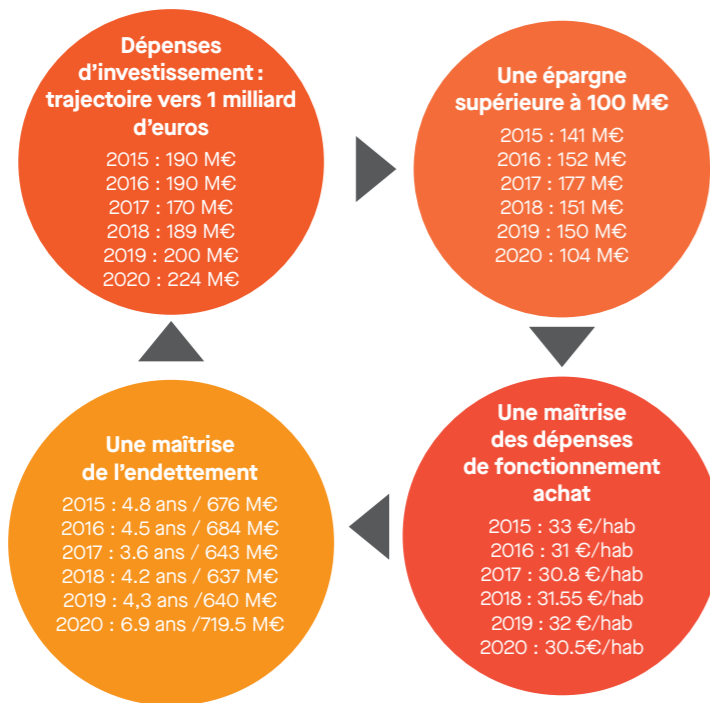 Dépenses
d'investissement :
trajectoire vers 1 milliard
d'euros
2015 : 190 M€
2016 : 190 M€
2017 : 170 M€
2018 : 189 M€
2019 : 200 M€
2020 : 224 M€
Une épargne
supérieure à 100 M€
2015 : 141 M€
2016 : 152 M€
2017 : 177 M€
2018 : 151 M€
2019 : 150 M€
2020 : 104 M€
Une maîtrise
des dépenses
de fonctionnement
achat
2015 : 33 €/hab
2016 : 31 €/hab
2017 : 30.8 €/hab
2018 : 31.55 €/hab
2019 : 32 €/hab
2020 : 30.5€/hab
Une maîtrise
de l'endettement
2015 : 4.8 ans / 676 M€
2016 : 4.5 ans / 684 M€
2017 : 3.6 ans / 643 M€
2018 : 4.2 ans / 637 M€
2019 : 4,3 ans /640 M€
2020 : 6.9 ans /719.5 M€